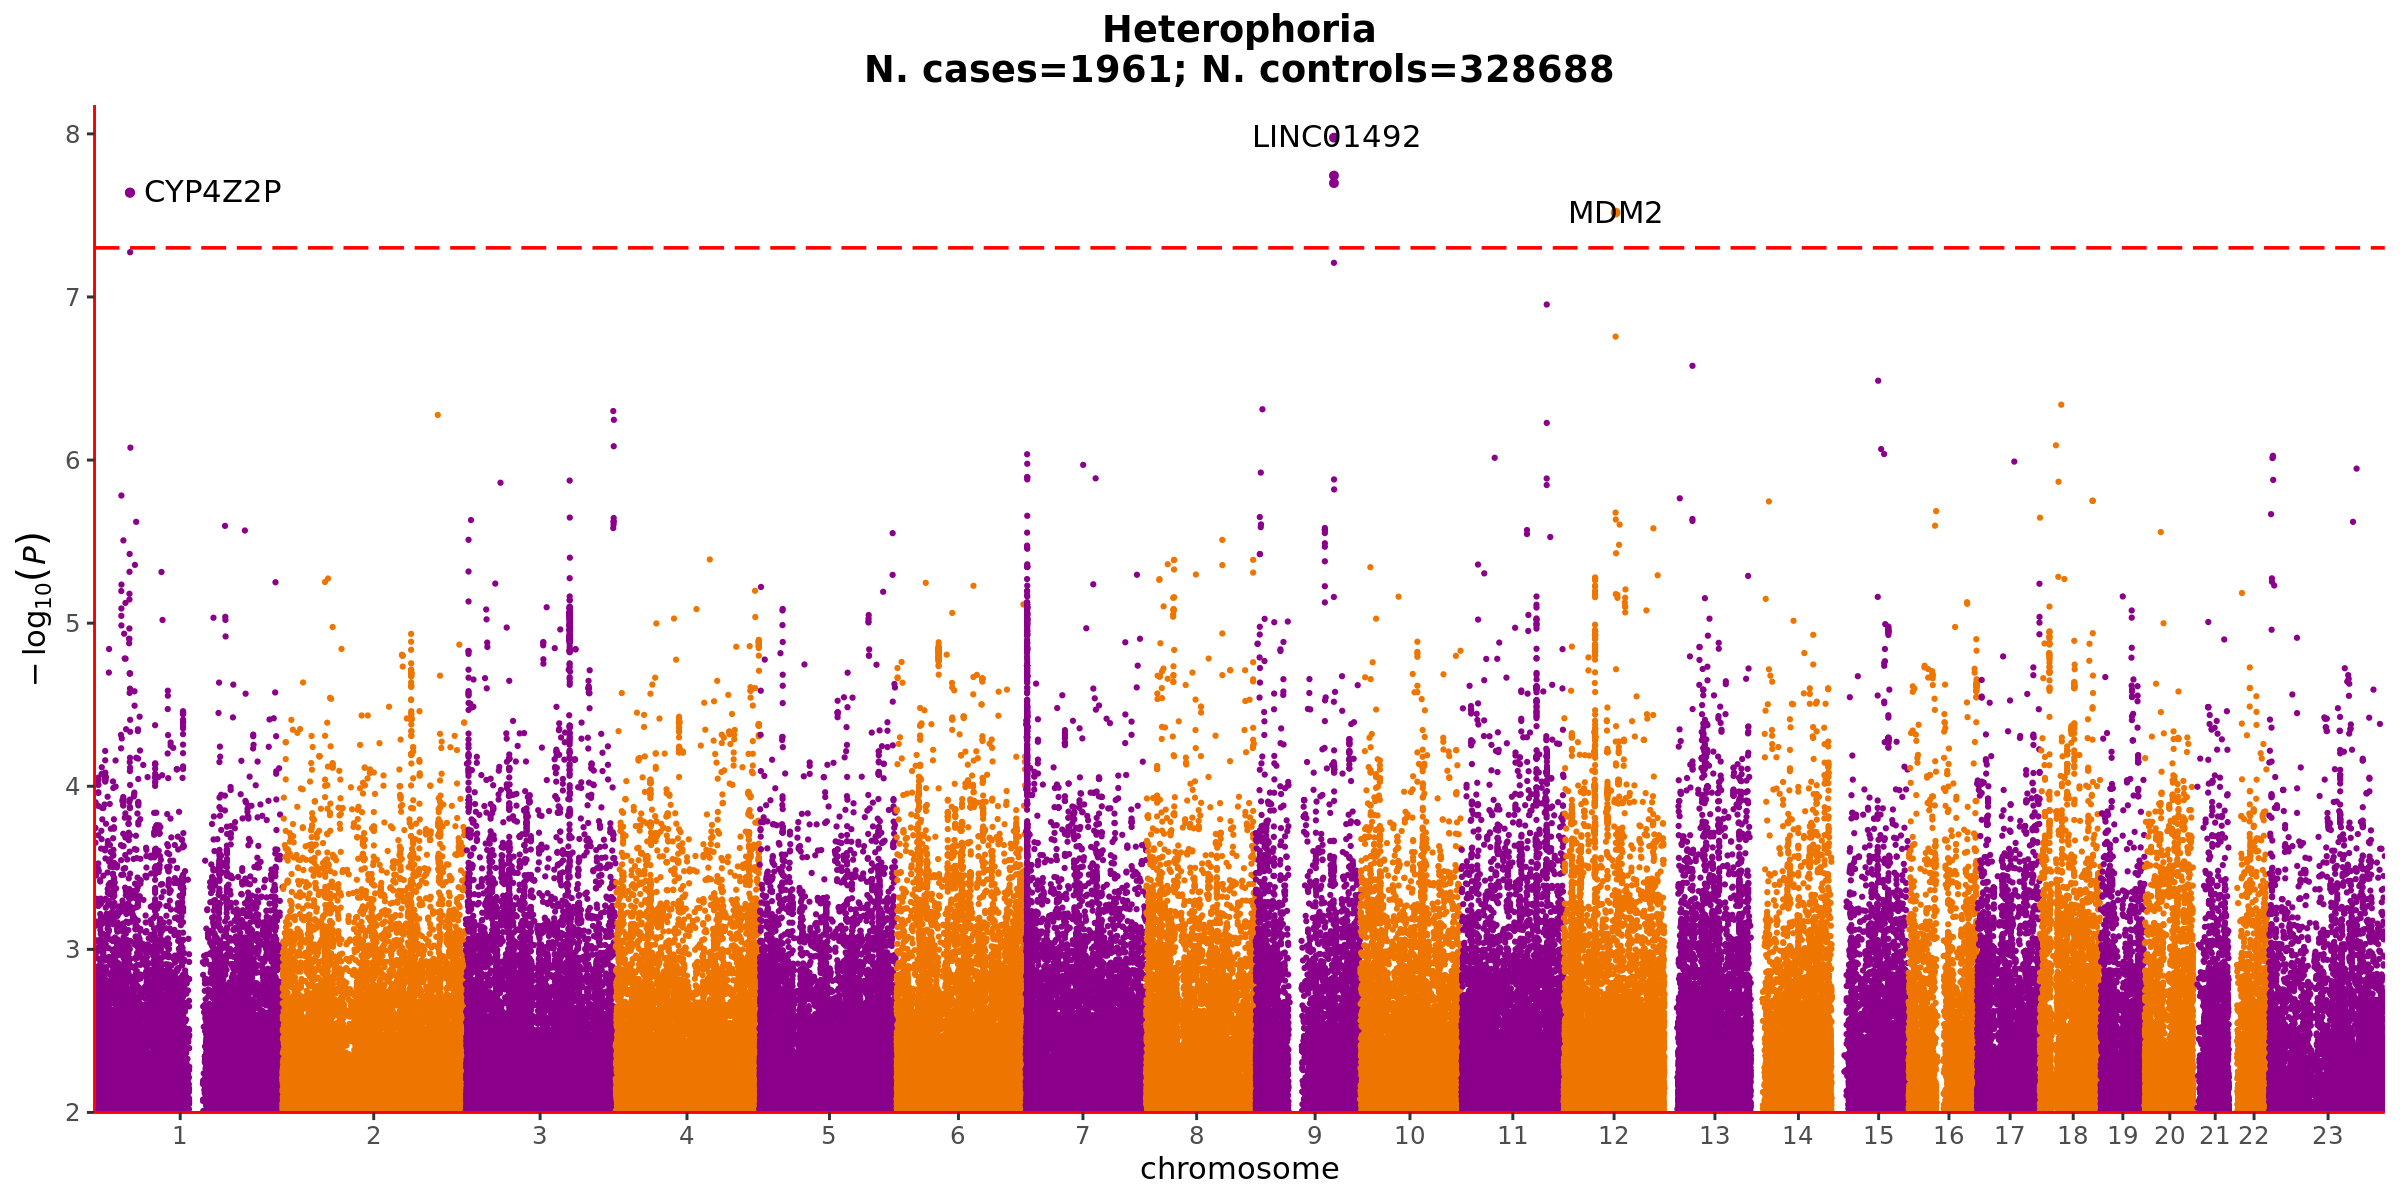 Heterophoria
N. cases=1961; N. controls=328688
8
LINC01492
CYP4Z2P
MDM2
7
6
−log₁₀(P)
5
4
3
2
1 2 3 4 5 6 7 8 9 10 11 12 13 14 15 16 17 18 19 20 21 22 23
chromosome